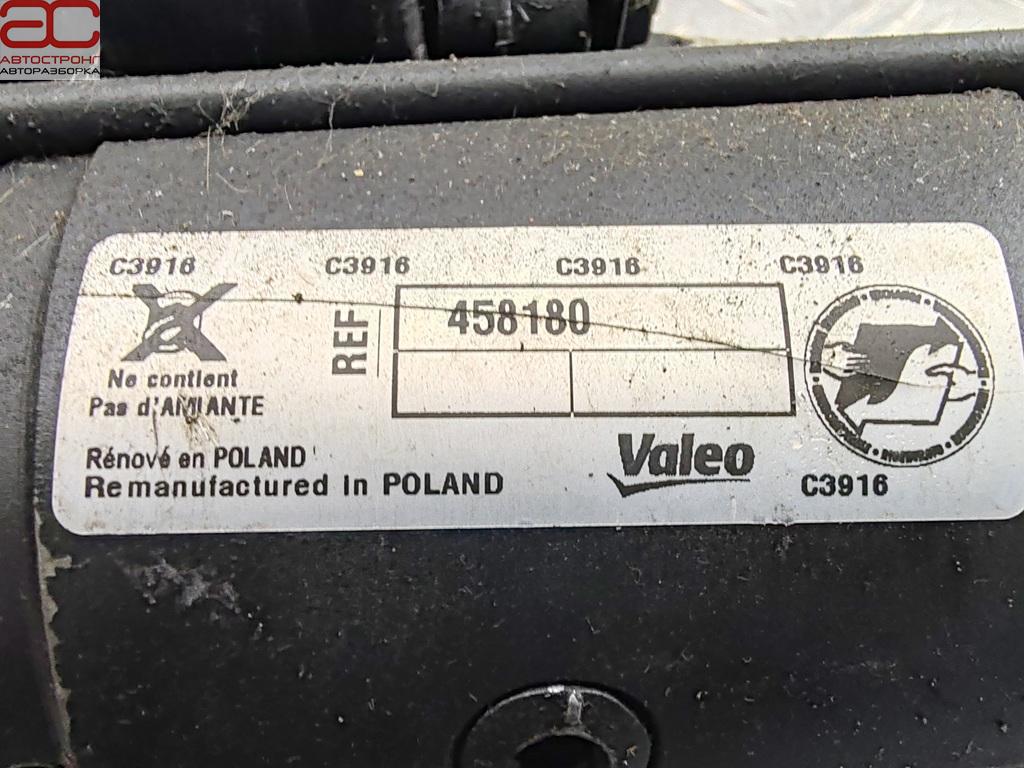 АС
АВТОСТРОНГ
АВТОРАЗБОРКА
C3916 C3916 C3916 C3916
REF
458180
Ne contient
Pas d'AMIANTE
Rénové en POLAND
Remanufactured in POLAND
Valeo
C3916